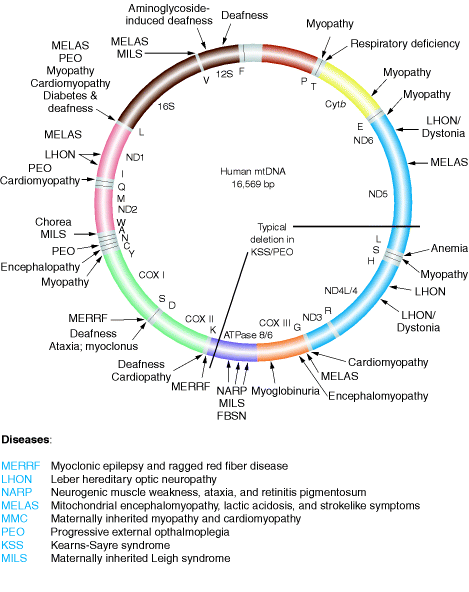 Aminoglycoside-
induced deafness
Deafness
MELAS
MILS
Myopathy
Respiratory deficiency
MELAS
PEO
Myopathy
Cardiomyopathy
Diabetes &
deafness
V
12S
F
P
T
16S
Cytb
Myopathy
Myopathy
E
ND6
LHON/
Dystonia
MELAS
L
ND1
LHON
MELAS
I
Q
M
PEO
Cardiomyopathy
Human mtDNA
16,569 bp
ND2
ND5
W
A
N
C
Y
Chorea
MILS
PEO
Encephalopathy
Myopathy
Typical
deletion in
KSS/PEO
L
S
H
Anemia
Myopathy
COX I
ND4L/4
LHON
S
D
R
ND3
LHON/
Dystonia
MERRF
Deafness
Ataxia; myoclonus
COX II
K
ATPase 8/6
COX III
G
Deafness
Cardiopathy
MERRF
NARP
MILS
FBSN
Myoglobinuria
Cardiomyopathy
MELAS
Encephalomyopathy
Diseases:
MERRF Myoclonic epilepsy and ragged red fiber disease
LHON Leber hereditary optic neuropathy
NARP Neurogenic muscle weakness, ataxia, and retinitis pigmentosum
MELAS Mitochondrial encephalomyopathy, lactic acidosis, and strokelike symptoms
MMC Maternally inherited myopathy and cardiomyopathy
PEO Progressive external opthalmoplegia
KSS Kearns-Sayre syndrome
MILS Maternally inherited Leigh syndrome